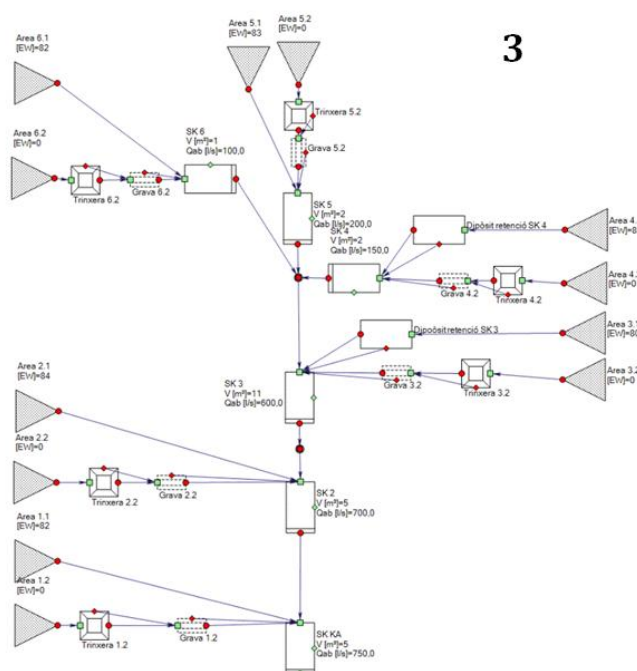 3
Area 6.1
[EW]=82
Area 5.1
[EW]=83
Area 5.2
[EW]=0
Trinxera 5.2
Grava 5.2
Area 6.2
[EW]=0
Trinxera 6.2
Grava 6.2
SK 6
V [m³]=1
Qab [l/s]=100,0
SK 5
V [m³]=2
Qab [l/s]=200,0
SK 4
V [m³]=2
Qab [l/s]=150,0
Dipòsit retenció SK 4
Area 4.
[EW]=8
Grava 4.2
Trinxera 4.2
Area 4.2
[EW]=0
Dipoòsit retenció SK 3
Area 3.1
[EW]=80
Grava 3.2
Trinxera 3.2
Area 3.2
[EW]=0
SK 3
V [m³]=11
Qab [l/s]=600,0
Area 2.1
[EW]=84
Area 2.2
[EW]=0
Trinxera 2.2
Grava 2.2
SK 2
V [m³]=5
Qab [l/s]=700,0
Area 1.1
[EW]=82
Area 1.2
[EW]=0
Trinxera 1.2
Grava 1.2
SK KA
V [m³]=5
Qab [l/s]=750,0